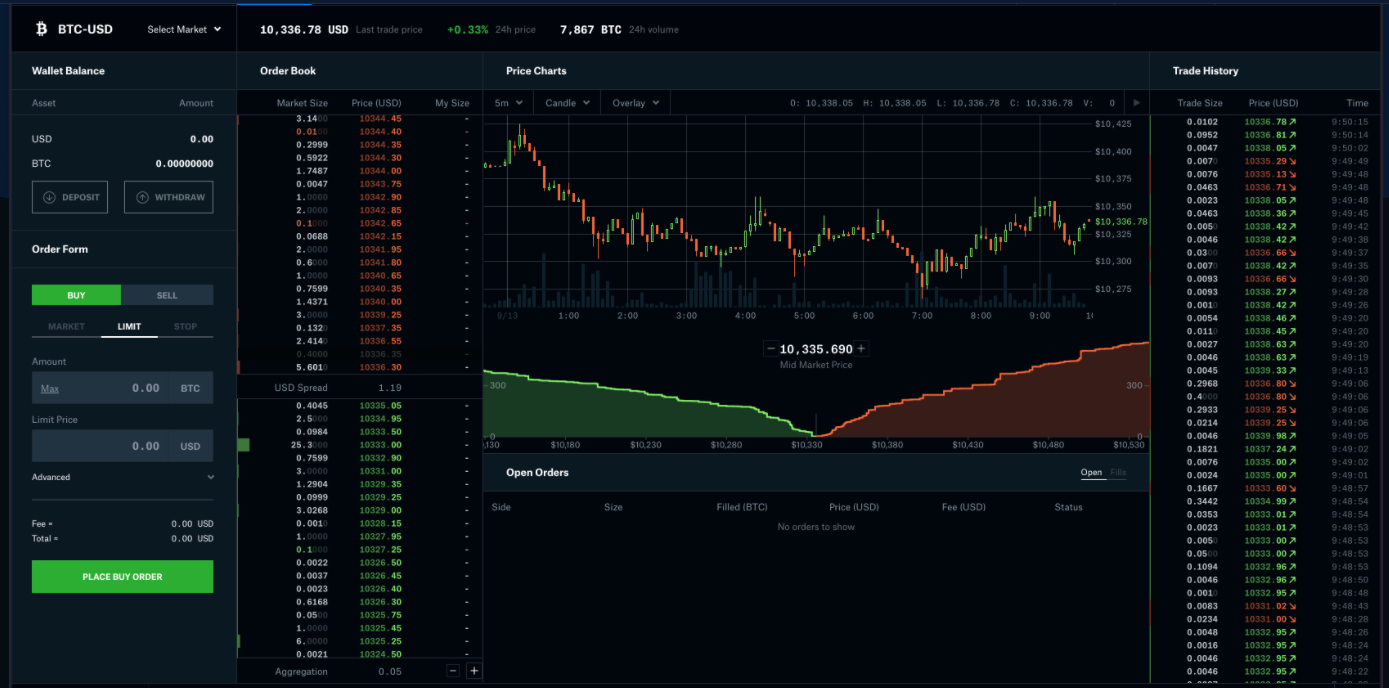 BTC-USD Select Market
10,336.78 USD Last trade price +0.33% 24h price 7,867 BTC 24h volume
Wallet Balance
Asset Amount
USD 0.00
BTC 0.00000000
DEPOSIT WITHDRAW
Order Form
BUY SELL
MARKET LIMIT STOP
Amount
Max 0.00 BTC
Limit Price
0.00 USD
Advanced
Fee ≈ 0.00 USD
Total ≈ 0.00 USD
PLACE BUY ORDER
Order Book
Market Size Price (USD) My Size
3.1400 10344.45 -
0.0100 10344.40 -
0.2999 10344.35 -
0.5922 10344.30 -
1.7487 10344.00 -
0.0047 10343.75 -
1.0000 10342.90 -
2.0000 10342.85 -
0.1000 10342.65 -
0.0688 10342.15 -
2.0000 10341.95 -
0.6000 10341.80 -
1.0000 10340.65 -
0.7599 10340.35 -
1.4371 10340.00 -
3.0000 10339.25 -
0.1320 10337.35 -
2.4140 10336.55 -
0.4000 10336.35 -
5.6010 10336.30 -
USD Spread 1.19
0.4045 10335.05 -
2.5000 10334.95 -
0.0984 10333.50 -
25.3000 10333.00 -
0.7599 10332.90 -
3.0000 10331.00 -
1.2904 10329.35 -
0.0999 10329.25 -
3.0268 10329.00 -
0.0010 10328.15 -
1.0000 10327.95 -
0.1000 10327.25 -
0.0022 10326.50 -
0.0037 10326.45 -
0.0023 10326.40 -
0.6168 10326.30 -
0.0500 10325.75 -
1.0000 10325.45 -
6.0000 10325.25 -
0.0021 10324.50 -
Aggregation 0.05 - +
Price Charts
5m Candle Overlay O: 10,338.05 H: 10,338.05 L: 10,336.78 C: 10,336.78 V: 0
$10,425
$10,400
$10,375
$10,350
$10,336.78
$10,325
$10,300
$10,275
9/13 1:00 2:00 3:00 4:00 5:00 6:00 7:00 8:00 9:00 1(
- 10,335.690 +
Mid Market Price
300 300
0 0
,130 $10,180 $10,230 $10,280 $10,330 $10,380 $10,430 $10,480 $10,530
Open Orders Open Fills
Side Size Filled (BTC) Price (USD) Fee (USD) Status
No orders to show
Trade History
Trade Size Price (USD) Time
0.0102 10336.78↗ 9:50:15
0.0952 10336.81↗ 9:50:14
0.0047 10338.05↗ 9:50:02
0.0070 10335.29↘ 9:49:49
0.0076 10335.13↘ 9:49:48
0.0463 10336.71↘ 9:49:48
0.0023 10338.05↗ 9:49:48
0.0463 10338.36↗ 9:49:45
0.0050 10338.42↗ 9:49:42
0.0046 10338.42↗ 9:49:38
0.0300 10336.66↘ 9:49:37
0.0070 10338.42↗ 9:49:35
0.0093 10336.66↘ 9:49:30
0.0093 10338.27↗ 9:49:28
0.0010 10338.42↗ 9:49:26
0.0054 10338.46↗ 9:49:20
0.0110 10338.45↗ 9:49:20
0.0027 10338.63↗ 9:49:20
0.0046 10338.63↗ 9:49:19
0.0045 10339.33↗ 9:49:13
0.2968 10336.80↘ 9:49:06
0.4000 10336.80↘ 9:49:06
0.2933 10339.25↘ 9:49:06
0.0214 10339.25↘ 9:49:06
0.0046 10339.98↗ 9:49:05
0.1821 10337.24↗ 9:49:02
0.0076 10335.00↗ 9:49:02
0.0024 10335.00↗ 9:49:01
0.1667 10333.60↘ 9:48:57
0.3442 10334.99↗ 9:48:54
0.0353 10333.01↗ 9:48:54
0.0023 10333.01↗ 9:48:53
0.0050 10333.00↗ 9:48:53
0.0500 10333.00↗ 9:48:53
0.1094 10332.96↗ 9:48:53
0.0046 10332.96↗ 9:48:50
0.0010 10332.95↗ 9:48:48
0.0083 10331.02↘ 9:48:43
0.0234 10331.00↘ 9:48:28
0.0048 10332.95↗ 9:48:26
0.0016 10332.95↗ 9:48:24
0.0046 10332.95↗ 9:48:24
0.0046 10332.95↗ 9:48:22